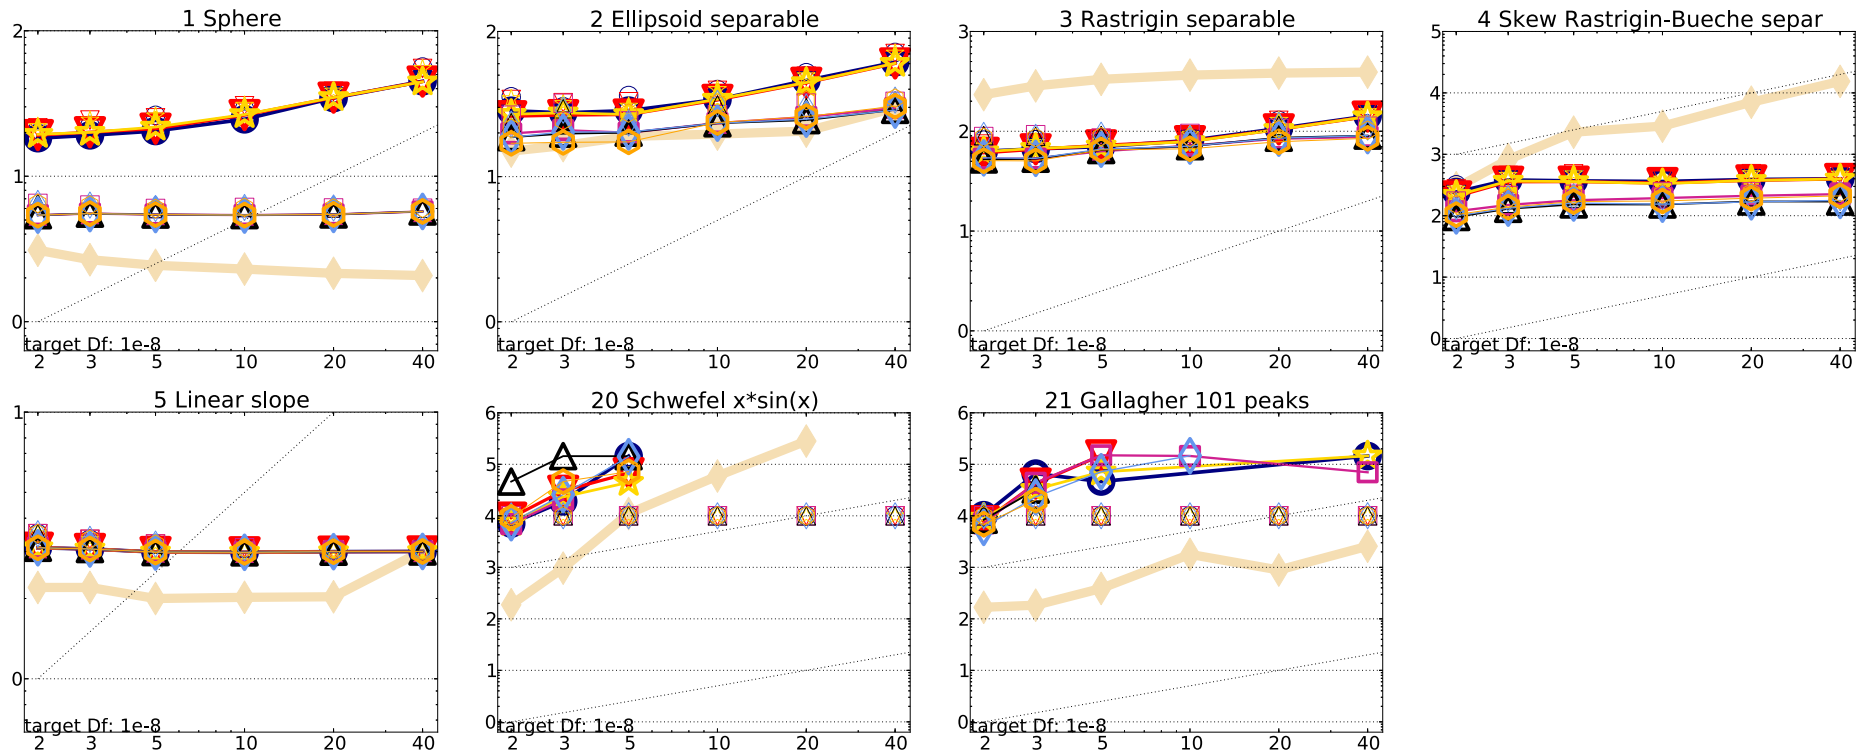 1 Sphere
2
1
0
target Df: 1e-8
2 3 5 10 20 40
2 Ellipsoid separable
2
1
0
target Df: 1e-8
2 3 5 10 20 40
3 Rastrigin separable
3
2
1
0
target Df: 1e-8
2 3 5 10 20 40
4 Skew Rastrigin-Bueche separ
5
4
3
2
1
0
target Df: 1e-8
2 3 5 10 20 40
5 Linear slope
1
0
target Df: 1e-8
2 3 5 10 20 40
20 Schwefel x*sin(x)
6
5
4
3
2
1
0
target Df: 1e-8
2 3 5 10 20 40
21 Gallagher 101 peaks
6
5
4
3
2
1
0
target Df: 1e-8
2 3 5 10 20 40